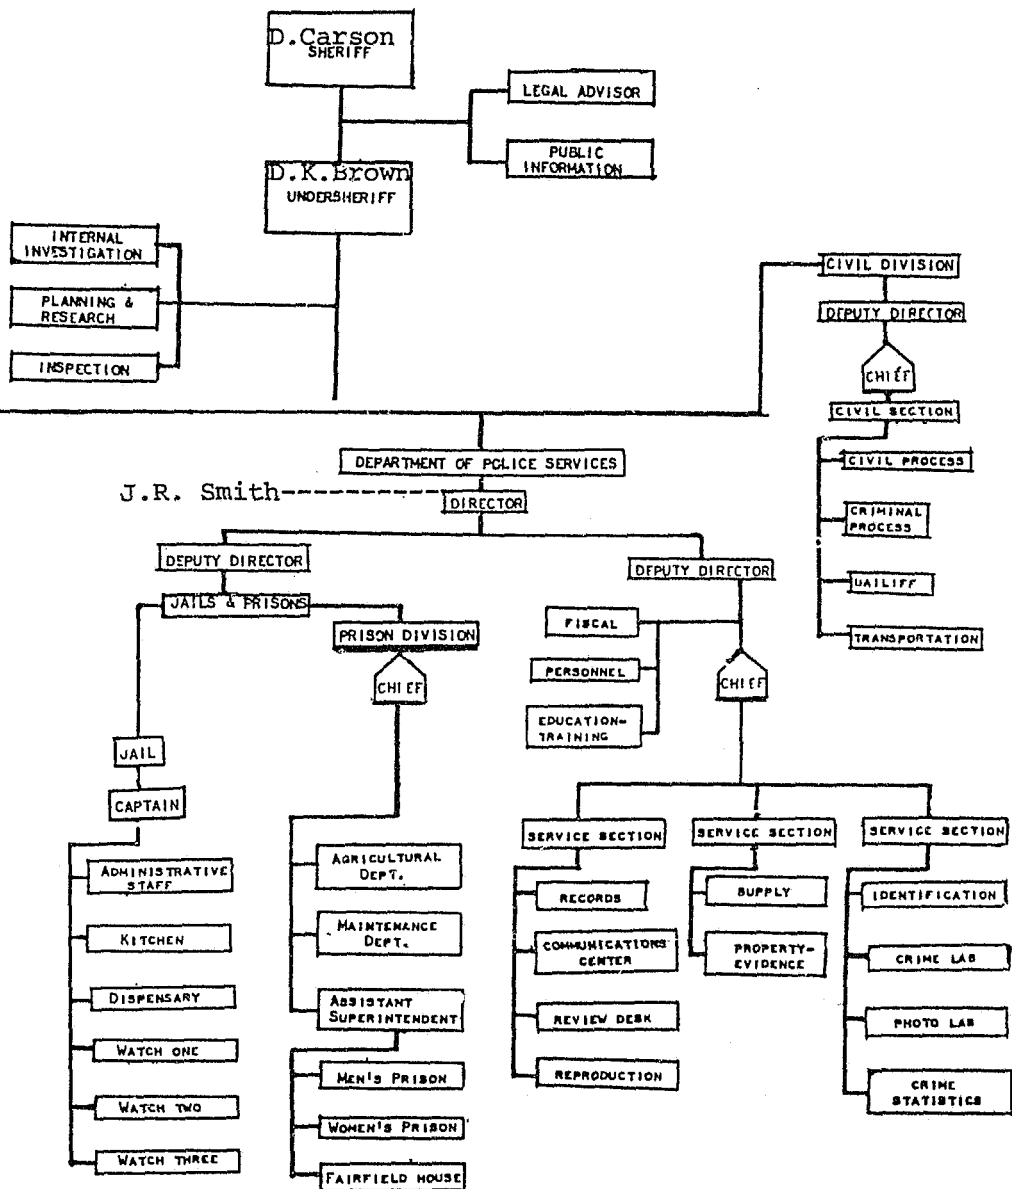 D.Carson
SHERIFF
LEGAL ADVISOR
PUBLIC
INFORMATION
D.K.Brown
UNDERSHERIFF
INTERNAL
INVESTIGATION
PLANNING &
RESEARCH
INSPECTION
CIVIL DIVISION
DEPUTY DIRECTOR
CHIEF
CIVIL SECTION
CIVIL PROCESS
CRIMINAL
PROCESS
UAILIFF
TRANSPORTATION
DEPARTMENT OF POLICE SERVICES
J.R. Smith
DIRECTOR
DEPUTY DIRECTOR
JAILS & PRISONS
PRISON DIVISION
CHIEF
JAIL
CAPTAIN
ADMINISTRATIVE
STAFF
KITCHEN
DISPENSARY
WATCH ONE
WATCH TWO
WATCH THREE
AGRICULTURAL
DEPT.
MAINTENANCE
DEPT.
ASSISTANT
SUPERINTENDENT
MEN'S PRISON
WOMEN'S PRISON
FAIRFIELD HOUSE
DEPUTY DIRECTOR
FISCAL
PERSONNEL
EDUCATION-
TRAINING
CHIEF
SERVICE SECTION
RECORDS
COMMUNICATIONS
CENTER
REVIEW DESK
REPRODUCTION
SERVICE SECTION
SUPPLY
PROPERTY-
EVIDENCE
SERVICE SECTION
IDENTIFICATION
CRIME LAB
PHOTO LAB
CRIME
STATISTICS